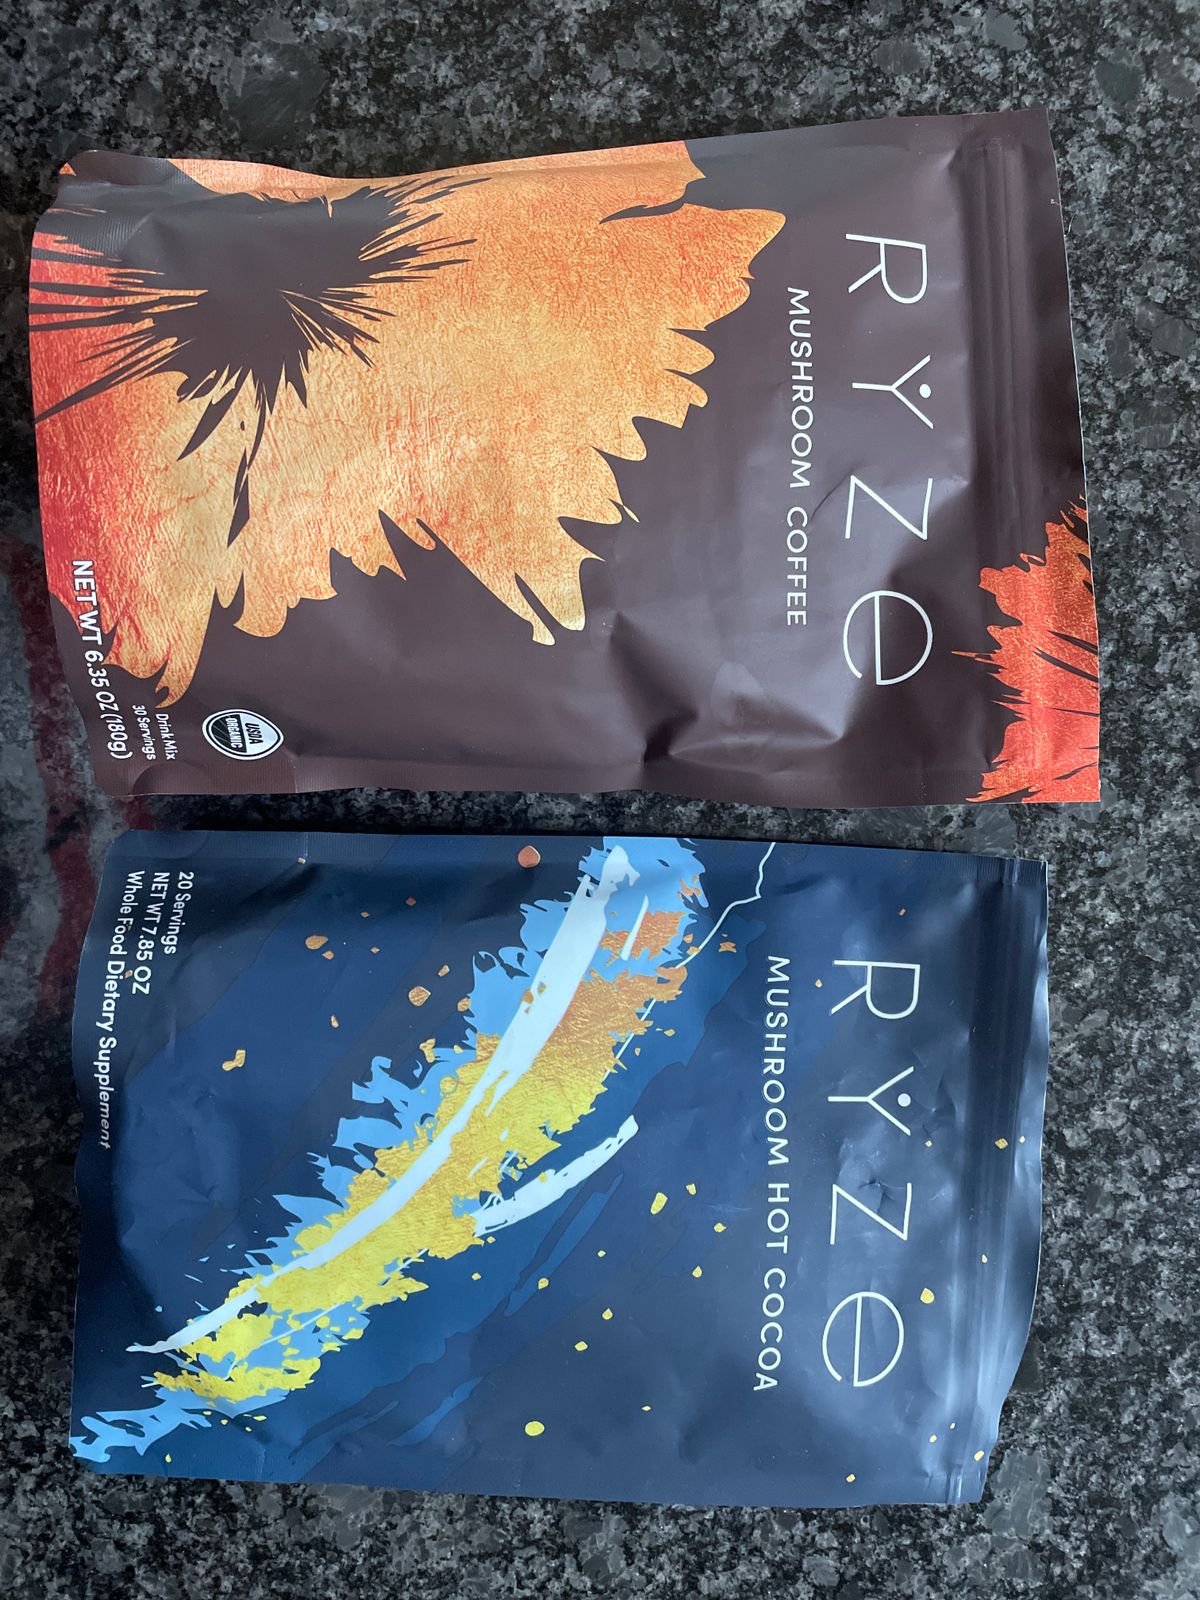 RYZe
MUSHROOM COFFEE
USDA
ORGANIC
Drink Mix
30 Servings
NET WT 6.35 OZ (180g)
RYZe
MUSHROOM HOT COCOA
20 Servings
NET WT 7.85 OZ
Whole Food Dietary Supplement